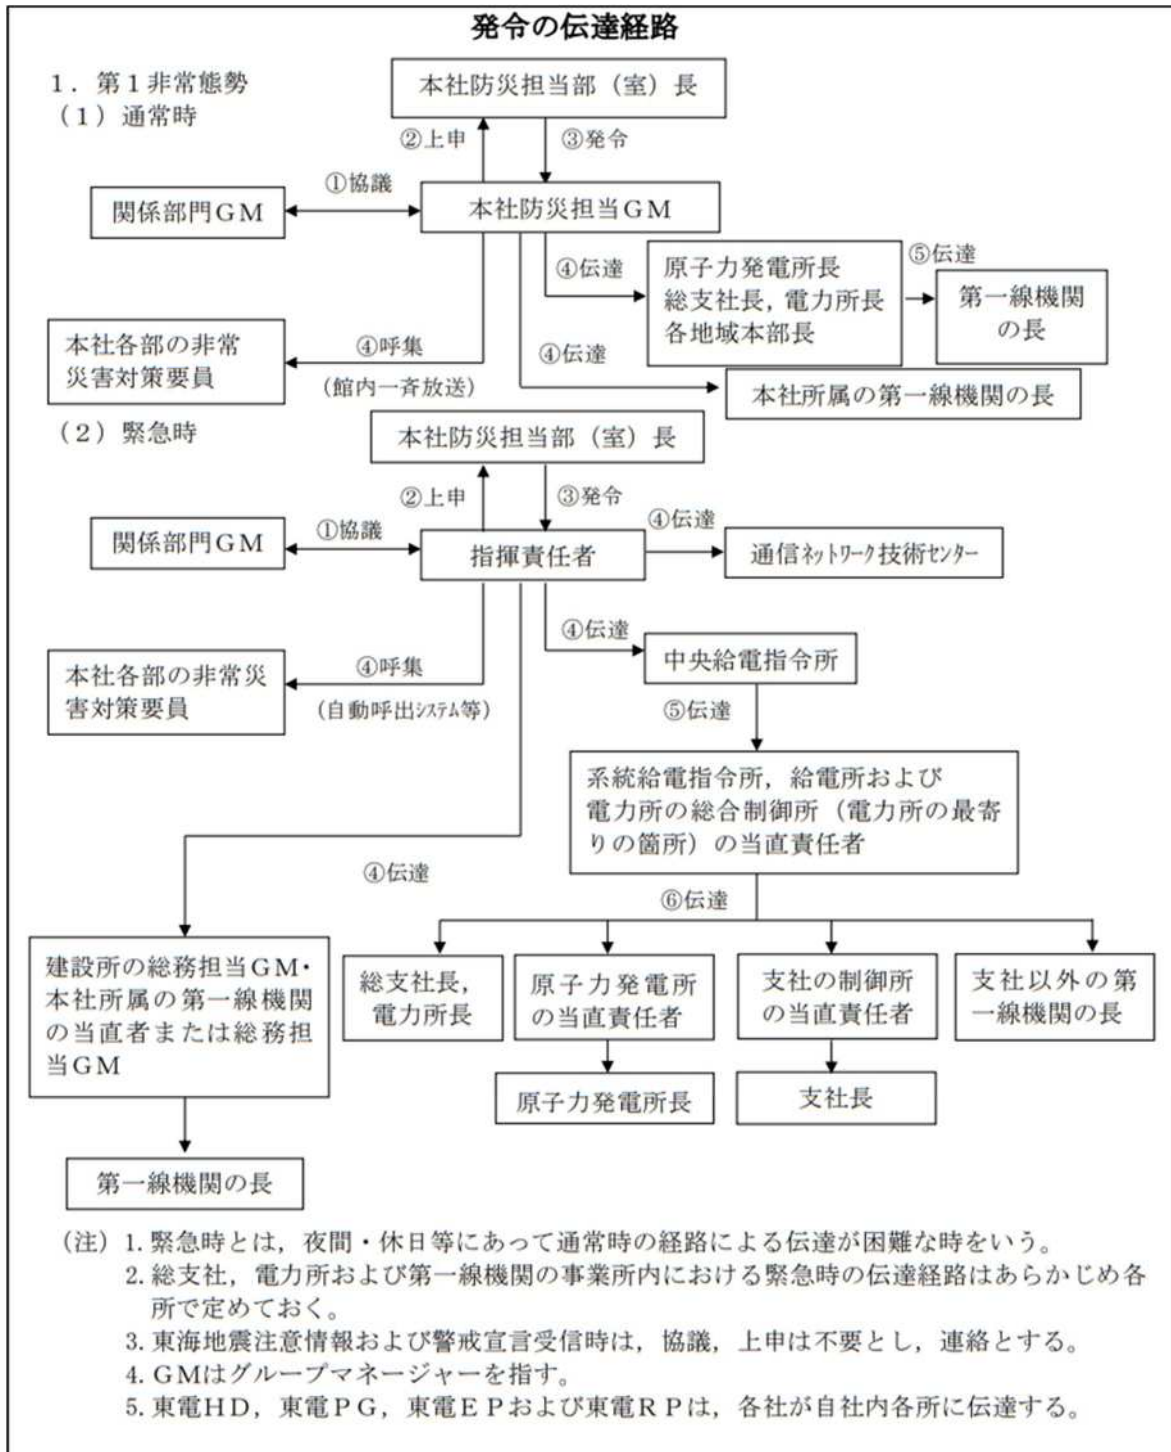 発令の伝達経路
1．第1非常態勢
（1）通常時
本社防災担当部（室）長
②上申
③発令
①協議
関係部門GM
本社防災担当GM
④伝達
原子力発電所長
総支社長，電力所長
各地域本部長
⑤伝達
第一線機関
の長
本社各部の非常
災害対策要員
④呼集
(館内一斉放送)
④伝達
本社所属の第一線機関の長
（2）緊急時
本社防災担当部（室）長
②上申
③発令
①協議
関係部門GM
指揮責任者
④伝達
通信ネットワーク技術センター
④伝達
中央給電指令所
本社各部の非常災
害対策要員
④呼集
(自動呼出システム等)
⑤伝達
系統給電指令所，給電所および
電力所の総合制御所（電力所の最寄
りの箇所）の当直責任者
④伝達
⑥伝達
建設所の総務担当GM・
本社所属の第一線機関
の当直者または総務担
当GM
総支社長，
電力所長
原子力発電所
の当直責任者
支社の制御所
の当直責任者
支社以外の第
一線機関の長
原子力発電所長
支社長
第一線機関の長
（注）1. 緊急時とは，夜間・休日等にあって通常時の経路による伝達が困難な時をいう。
2. 総支社，電力所および第一線機関の事業所内における緊急時の伝達経路はあらかじめ各
所で定めておく。
3. 東海地震注意情報および警戒宣言受信時は，協議，上申は不要とし，連絡とする。
4. GMはグループマネージャーを指す。
5. 東電HD，東電PG，東電EPおよび東電RPは，各社が自社内各所に伝達する。